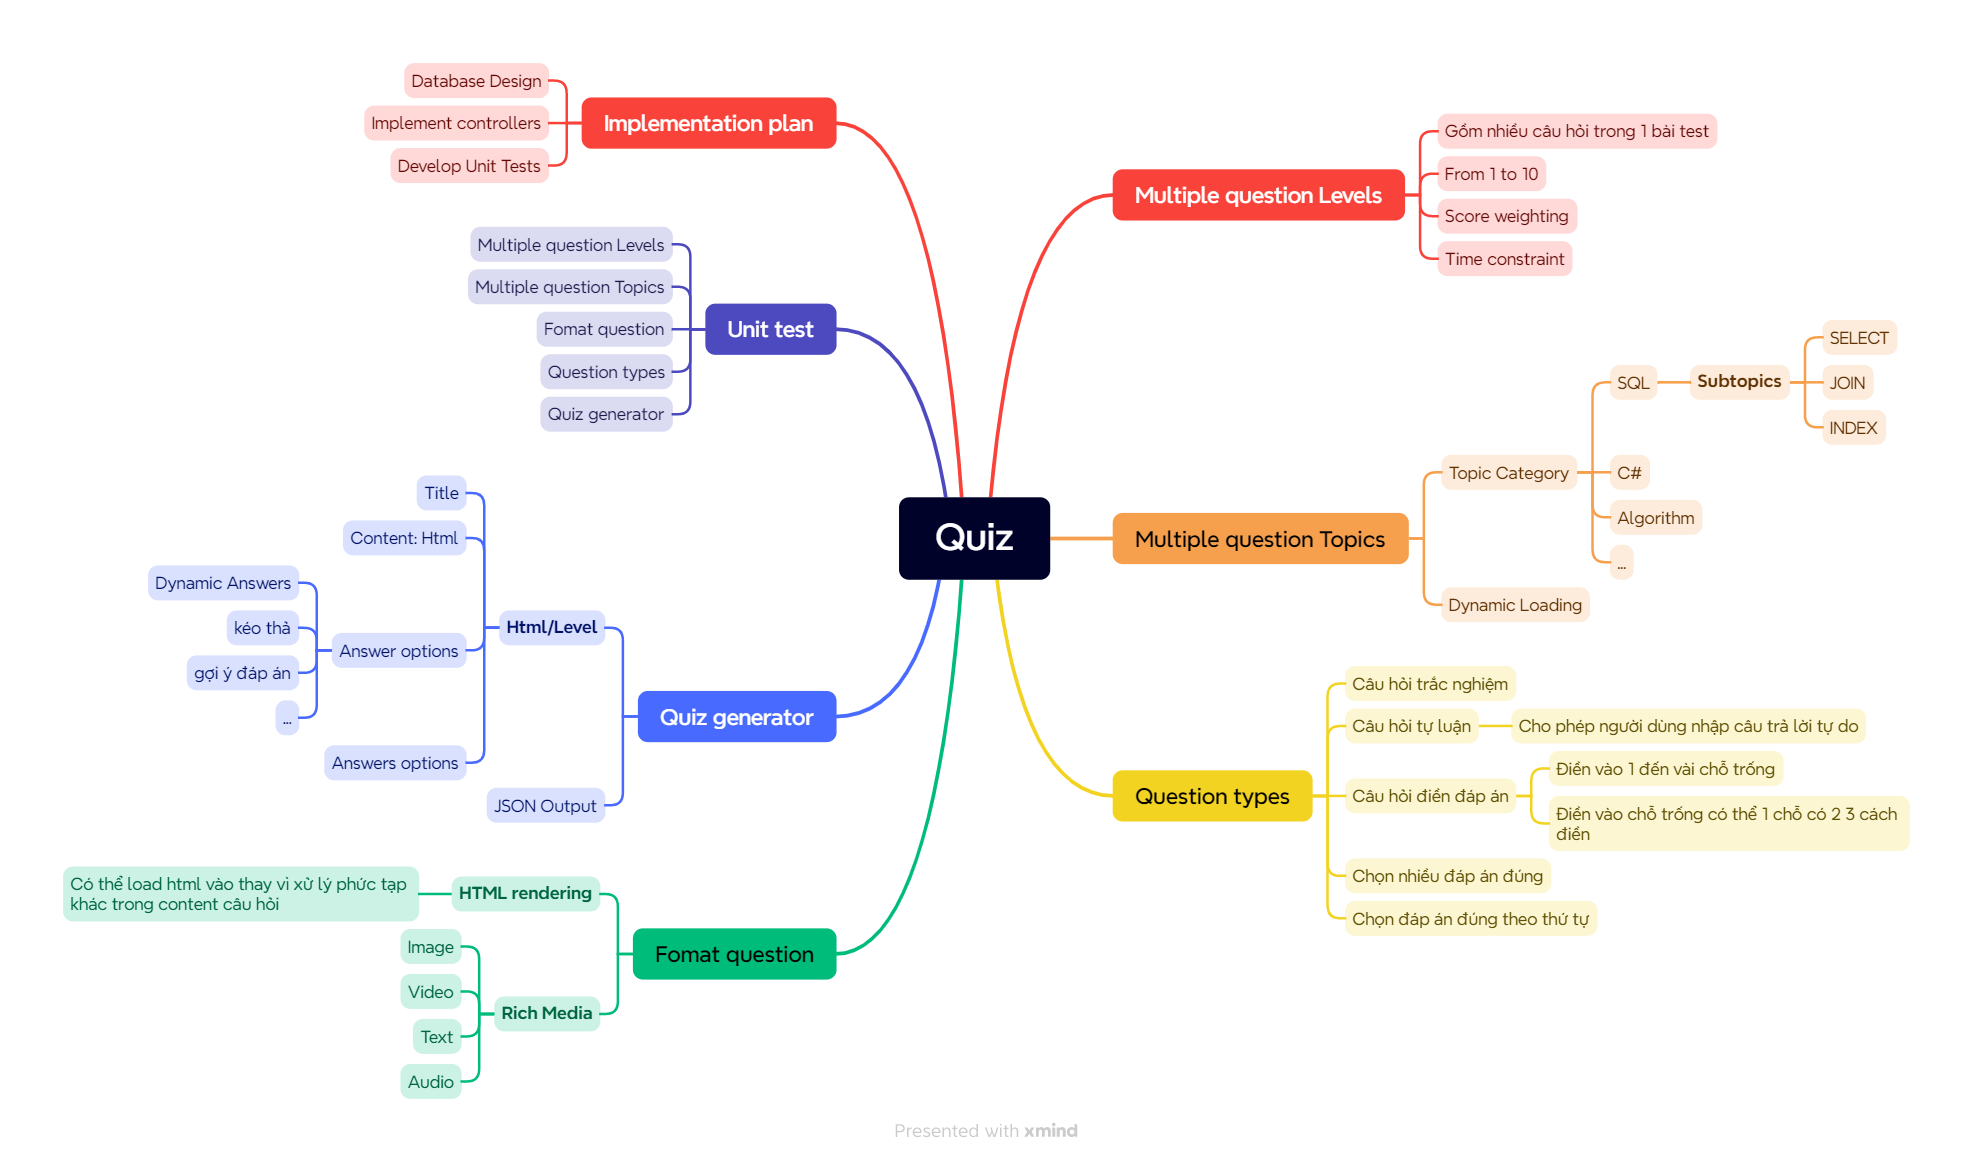 Quiz
Multiple question Levels
Gồm nhiều câu hỏi trong 1 bài test
From 1 to 10
Score weighting
Time constraint
Multiple question Topics
Topic Category
SQL
Subtopics
SELECT
JOIN
INDEX
C#
Algorithm
...
Dynamic Loading
Question types
Câu hỏi trắc nghiệm
Câu hỏi tự luận
Cho phép người dùng nhập câu trả lời tự do
Câu hỏi điền đáp án
Điền vào 1 đến vài chỗ trống
Điền vào chỗ trống có thể 1 chỗ có 2 3 cách
điền
Chọn nhiều đáp án đúng
Chọn đáp án đúng theo thứ tự
Implementation plan
Database Design
Implement controllers
Develop Unit Tests
Unit test
Multiple question Levels
Multiple question Topics
Fomat question
Question types
Quiz generator
Quiz generator
Html/Level
Title
Content: Html
Answer options
Dynamic Answers
kéo thả
gợi ý đáp án
...
Answers options
JSON Output
Fomat question
HTML rendering
Có thể load html vào thay vì xử lý phức tạp
khác trong content câu hỏi
Rich Media
Image
Video
Text
Audio
Presented with xmind